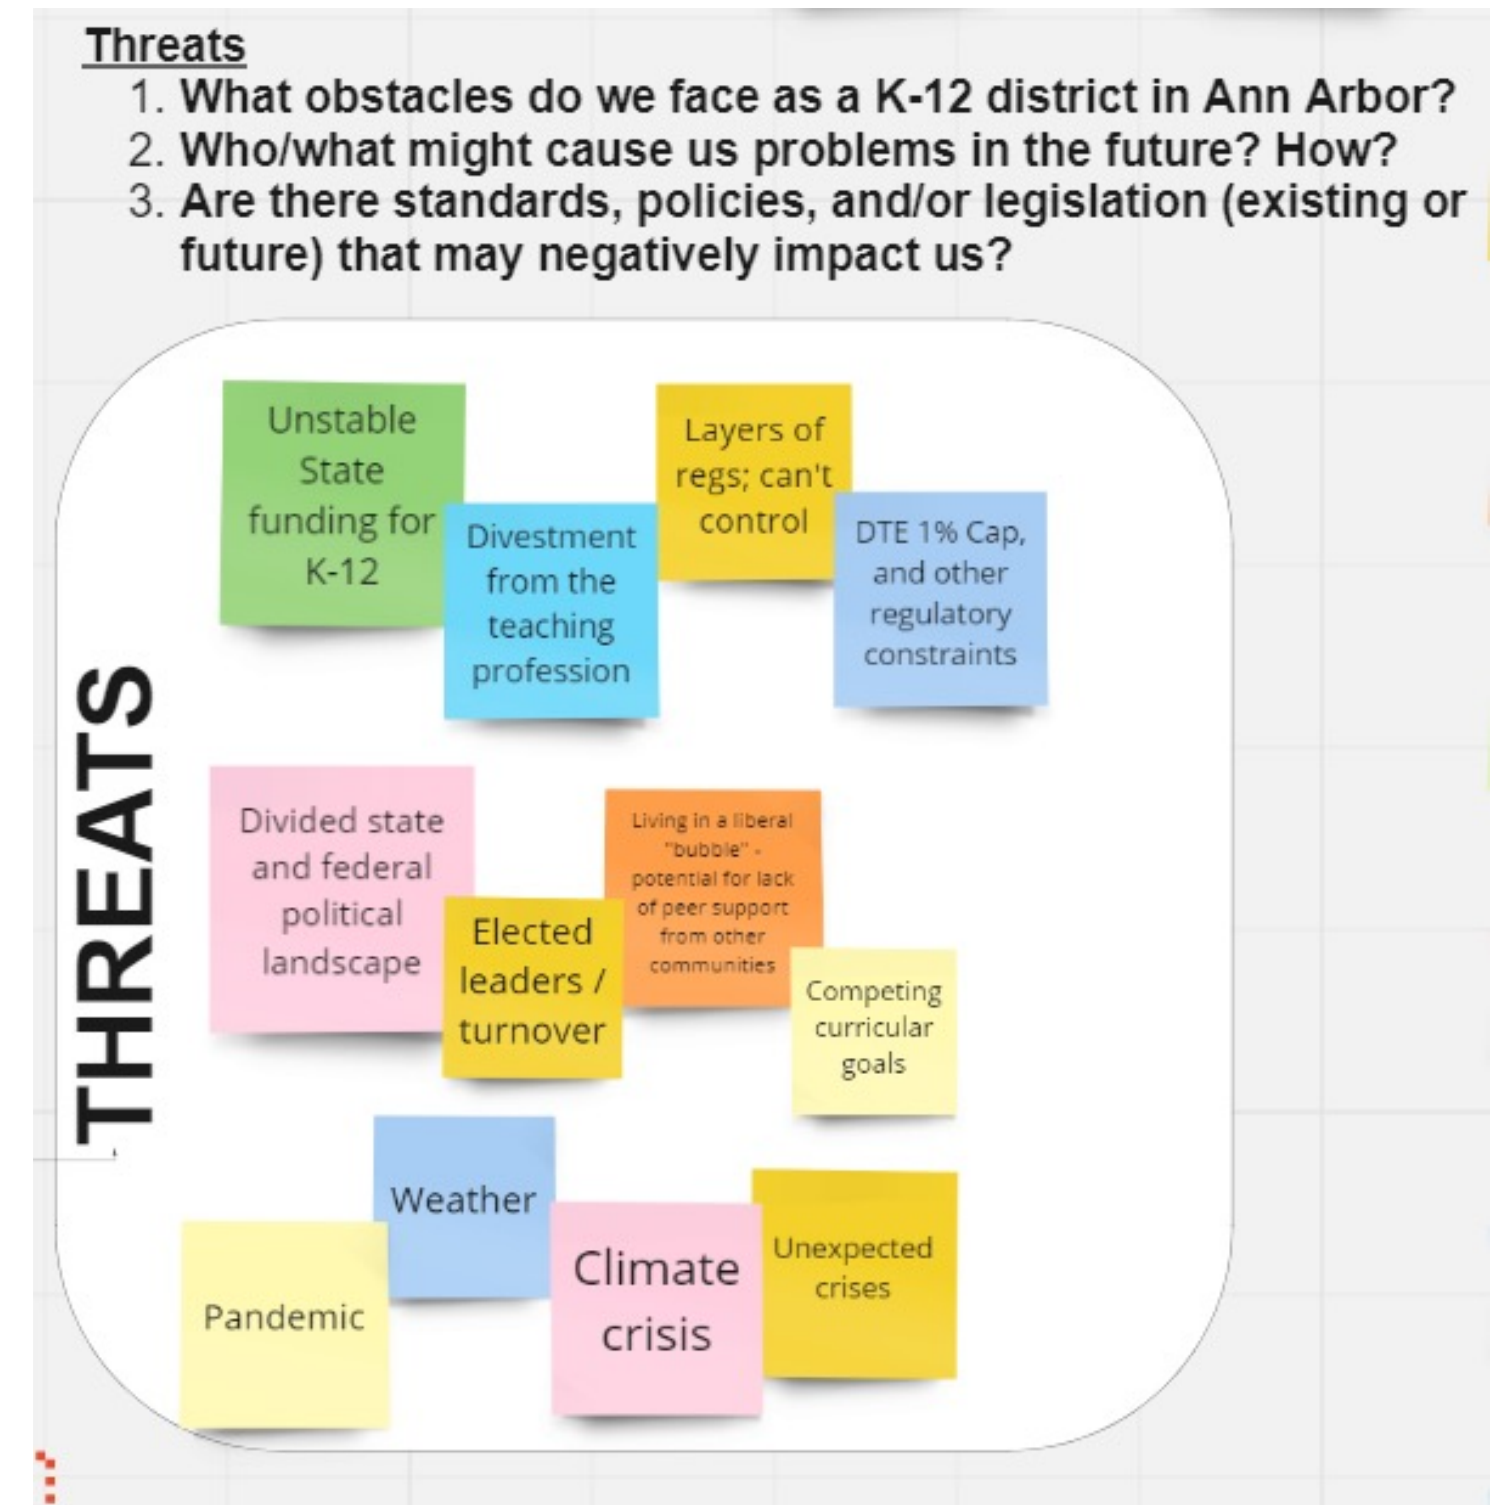 Threats
1. What obstacles do we face as a K-12 district in Ann Arbor?
2. Who/what might cause us problems in the future? How?
3. Are there standards, policies, and/or legislation (existing or
future) that may negatively impact us?
THREATS
Unstable
State
funding for
K-12
Divestment
from the
teaching
profession
Layers of
regs; can't
control
DTE 1% Cap,
and other
regulatory
constraints
Divided state
and federal
political
landscape
Elected
leaders /
turnover
Living in a liberal
"bubble" -
potential for lack
of peer support
from other
communities
Competing
curricular
goals
Pandemic
Weather
Climate
crisis
Unexpected
crises